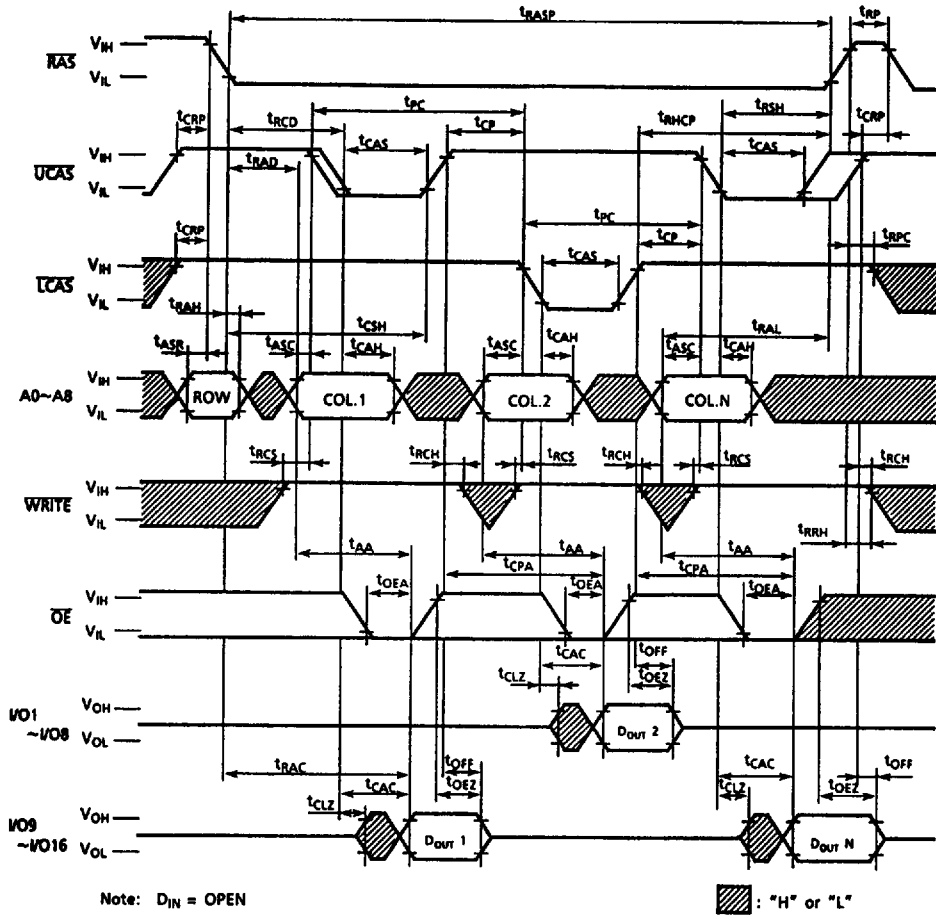 tRASP tRP
RAS VIH
VIL
tPC tRSH
tCRP tRCD tCP tRHCP tCRP
UCAS VIH tRAD tCAS tCAS
VIL
tPC
tCRP tCP tRPC
LCAS VIH tCAS
VIL
tRAH tCSH tRAL
tASR tASC tCAH tASC tCAH tASC tCAH
A0~A8 VIH
VIL
ROW COL.1 COL.2 COL.N
tRCS tRCH tRCS tRCH tRCS tRCH
WRITE VIH
VIL
tRRH
tAA tAA tAA
tCPA tCPA
tOEA tOEA tOEA
OE VIH
VIL
tCAC tOFF
tCLZ tOEZ
I/O1
~I/O8
VOH
VOL
DOUT 2
tRAC tOFF tCAC tOFF
tCAC tOEZ tCLZ tOEZ
tCLZ
I/O9
~I/O16
VOH
VOL
DOUT 1 DOUT N
Note: DIN = OPEN : "H" or "L"